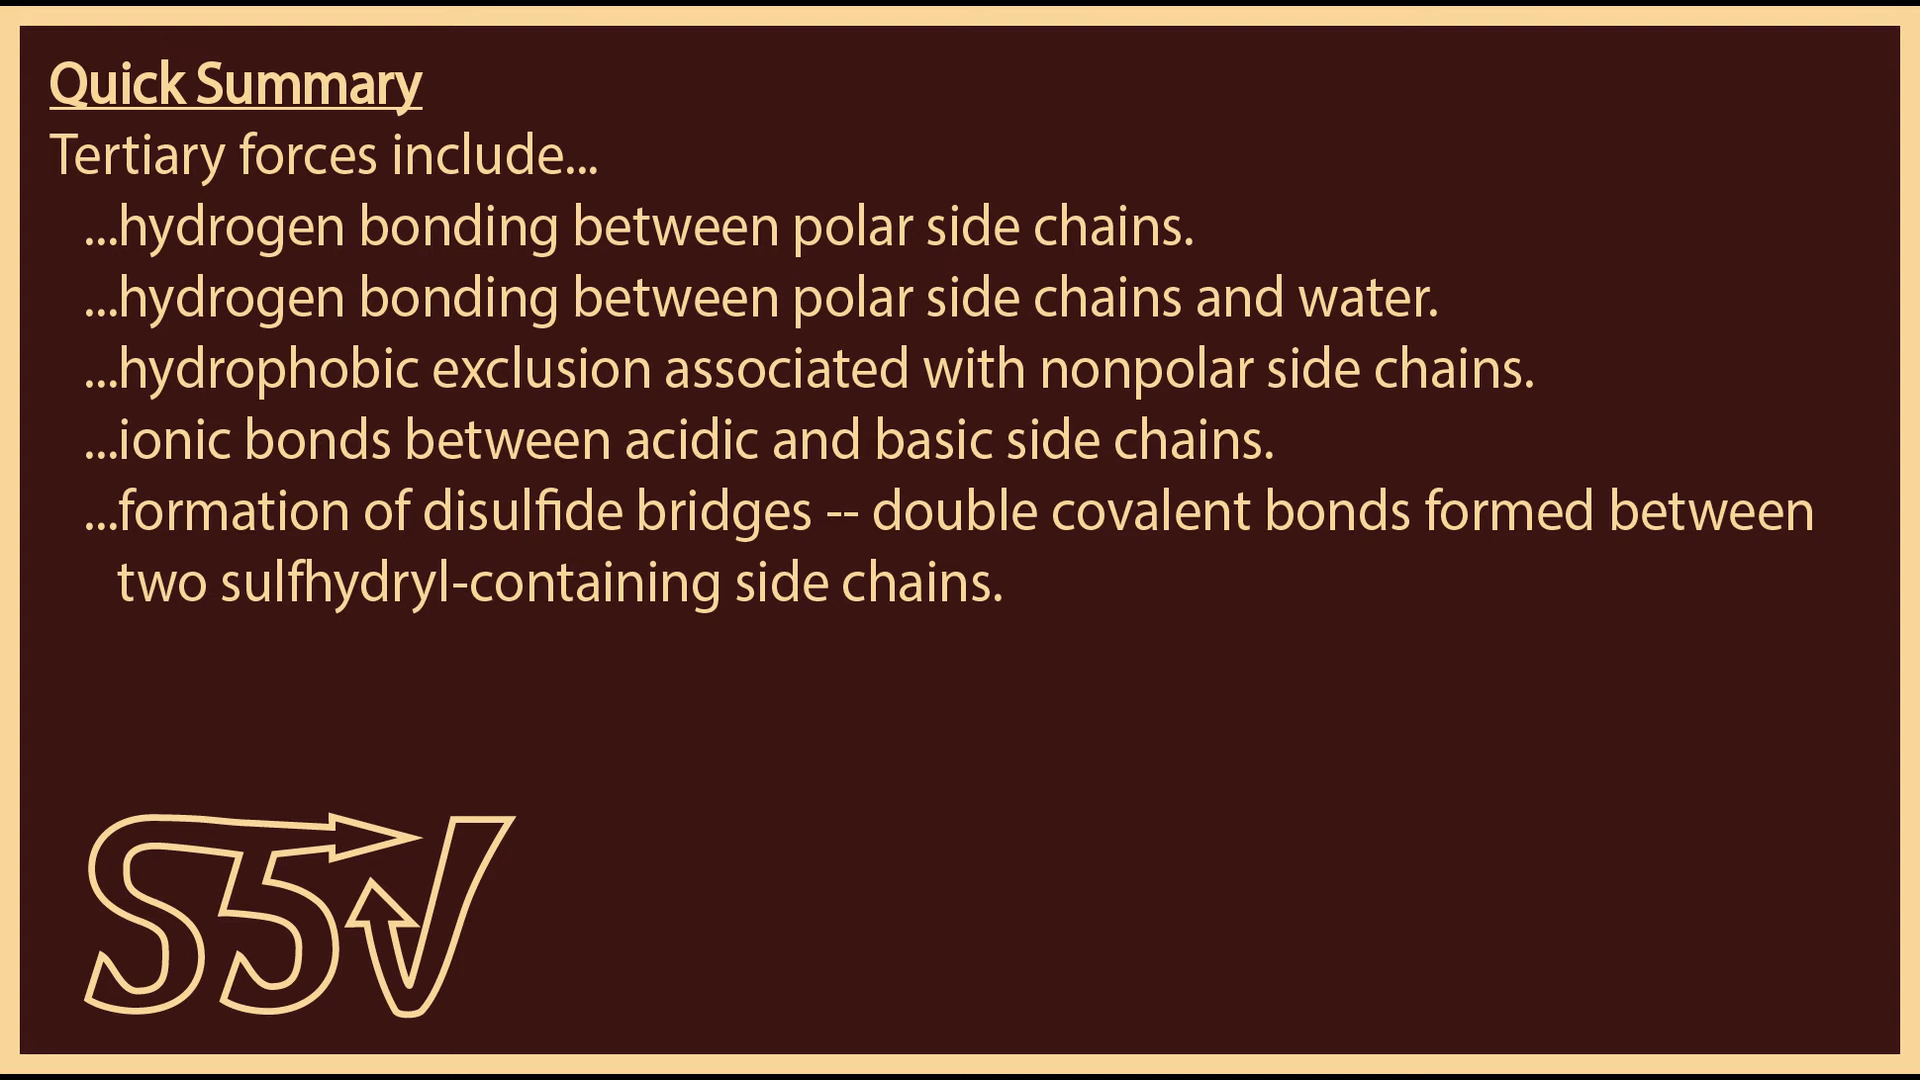 Quick Summary
Tertiary forces include...
...hydrogen bonding between polar side chains.
...hydrogen bonding between polar side chains and water.
...hydrophobic exclusion associated with nonpolar side chains.
...ionic bonds between acidic and basic side chains.
...formation of disulfide bridges -- double covalent bonds formed between
two sulfhydryl-containing side chains.
S5V